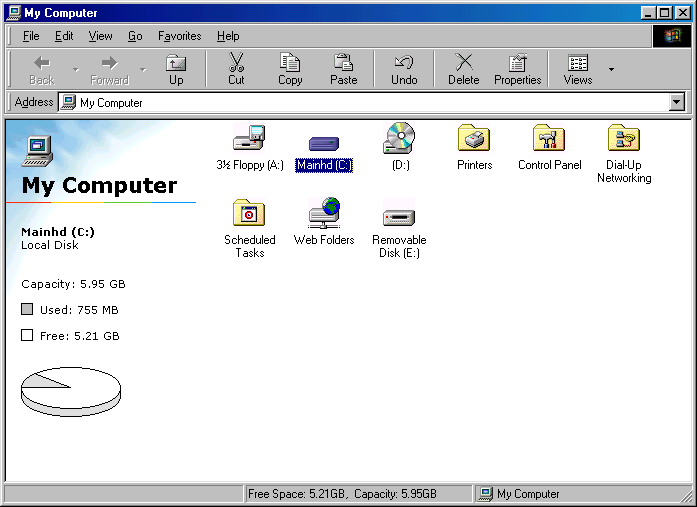 My Computer
File Edit View Go Favorites Help
Back Forward Up Cut Copy Paste Undo Delete Properties Views
Address My Computer
3½ Floppy (A:) Mainhd (C:) (D:) Printers Control Panel Dial-Up
Networking
My Computer
Mainhd (C:)
Local Disk
Scheduled Web Folders Removable
Tasks Disk (E:)
Capacity: 5.95 GB
Used: 755 MB
Free: 5.21 GB
Free Space: 5.21GB, Capacity: 5.95GB My Computer